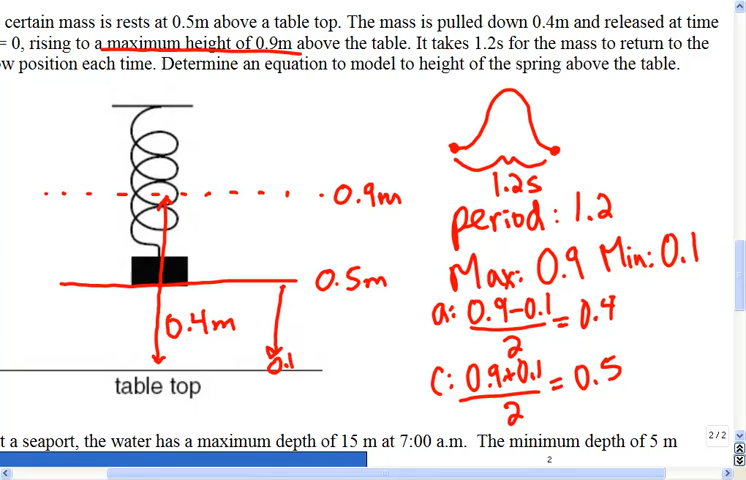 certain mass is rests at 0.5m above a table top. The mass is pulled down 0.4m and released at time
= 0, rising to a maximum height of 0.9m above the table. It takes 1.2s for the mass to return to the
w position each time. Determine an equation to model to height of the spring above the table.
1.2s
0.9m
period: 1.2
Max: 0.9 Min: 0.1
0.5m
0.4m
a: 0.9-0.1 = 0.4
2
0.1
c: 0.9+0.1 = 0.5
2
table top
t a seaport, the water has a maximum depth of 15 m at 7:00 a.m. The minimum depth of 5 m
2 / 2
2